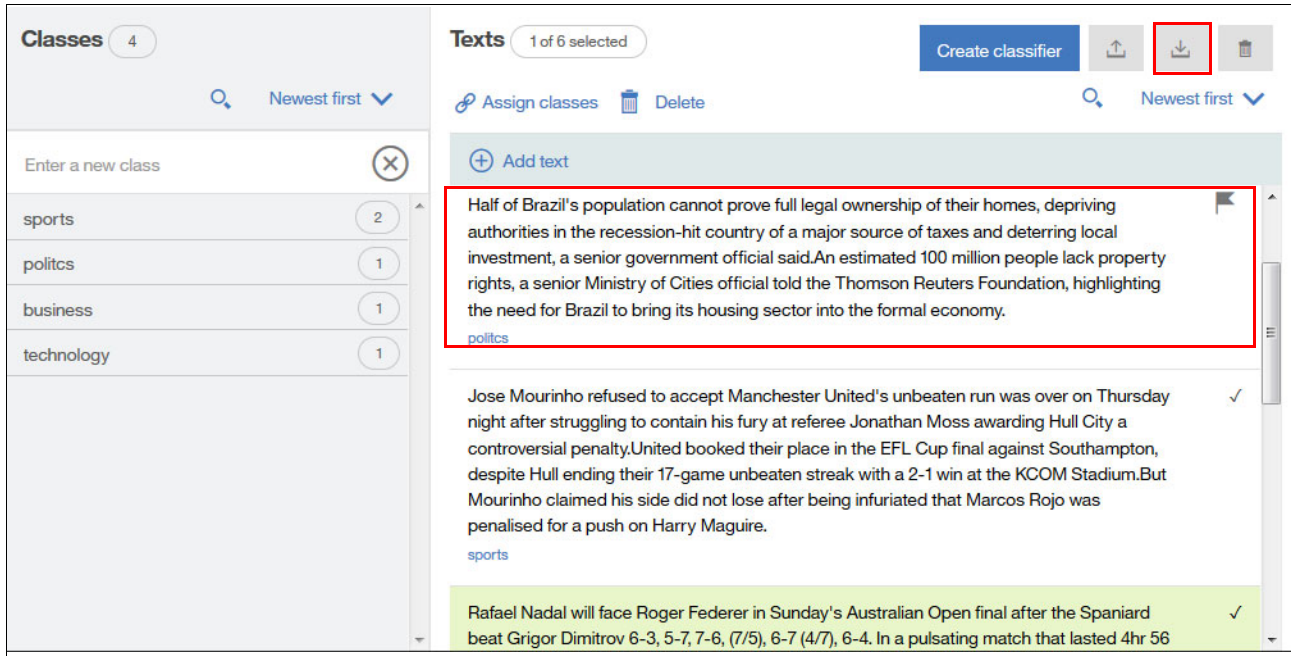 Classes 4
Newest first
Enter a new class
sports 2
politcs 1
business 1
technology 1
Texts 1 of 6 selected
Create classifier
Assign classes Delete
Newest first
Add text
Half of Brazil's population cannot prove full legal ownership of their homes, depriving
authorities in the recession-hit country of a major source of taxes and deterring local
investment, a senior government official said.An estimated 100 million people lack property
rights, a senior Ministry of Cities official told the Thomson Reuters Foundation, highlighting
the need for Brazil to bring its housing sector into the formal economy.
politcs
Jose Mourinho refused to accept Manchester United's unbeaten run was over on Thursday
night after struggling to contain his fury at referee Jonathan Moss awarding Hull City a
controversial penalty.United booked their place in the EFL Cup final against Southampton,
despite Hull ending their 17-game unbeaten streak with a 2-1 win at the KCOM Stadium.But
Mourinho claimed his side did not lose after being infuriated that Marcos Rojo was
penalised for a push on Harry Maguire.
sports
Rafael Nadal will face Roger Federer in Sunday's Australian Open final after the Spaniard
beat Grigor Dimitrov 6-3, 5-7, 7-6, (7/5), 6-7 (4/7), 6-4. In a pulsating match that lasted 4hr 56